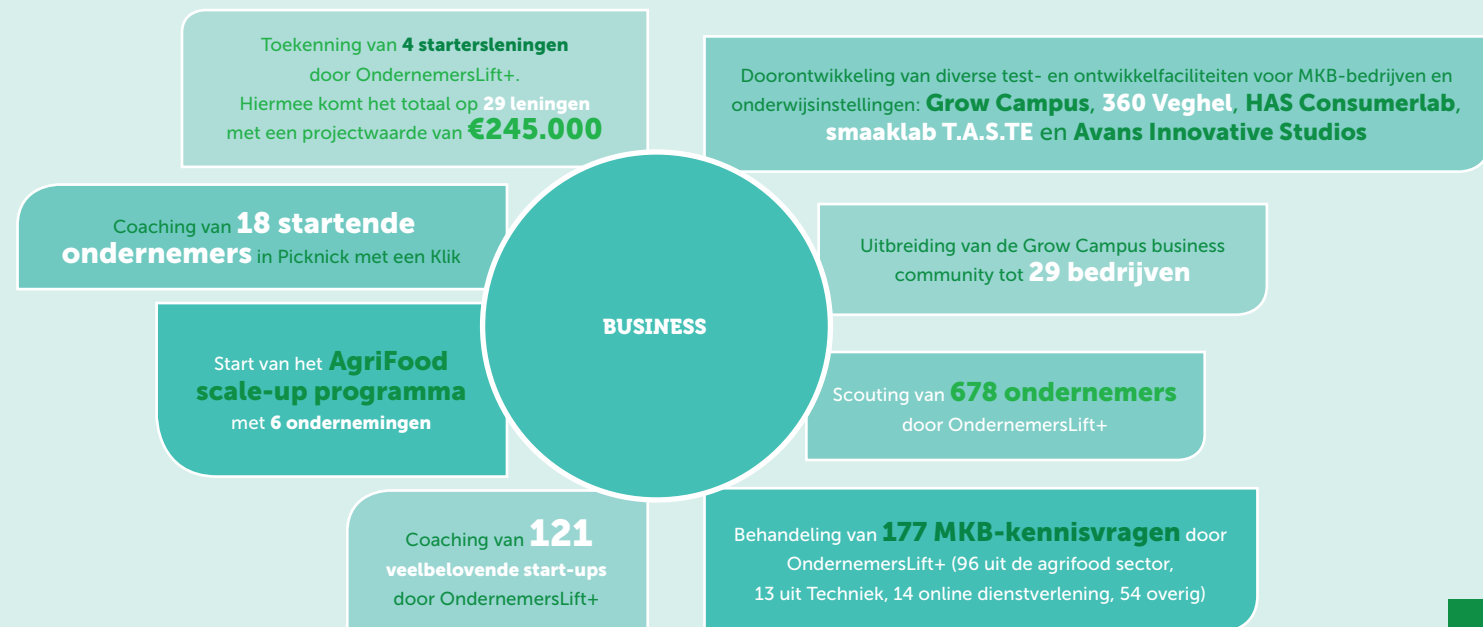 Toekenning van 4 startersleningen
door OndernemersLift+.
Hiermee komt het totaal op 29 leningen
met een projectwaarde van €245.000
Doorontwikkeling van diverse test- en ontwikkelfaciliteiten voor MKB-bedrijven en
onderwijsinstellingen: Grow Campus, 360 Veghel, HAS Consumerlab,
smaaklab T.A.S.TE en Avans Innovative Studios
Coaching van 18 startende
ondernemers in Picknick met een Klik
Uitbreiding van de Grow Campus business
community tot 29 bedrijven
BUSINESS
Start van het AgriFood
scale-up programma
met 6 ondernemingen
Scouting van 678 ondernemers
door OndernemersLift+
Coaching van 121
veelbelovende start-ups
door OndernemersLift+
Behandeling van 177 MKB-kennisvragen door
OndernemersLift+ (96 uit de agrifood sector,
13 uit Techniek, 14 online dienstverlening, 54 overig)